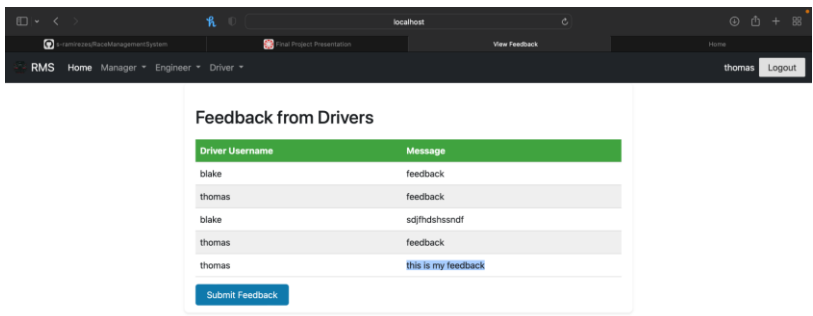 localhost
x-ramirezes/RaceManagementSystem Final Project Presentation View Feedback Home
RMS Home Manager Engineer Driver thomas Logout
Feedback from Drivers
Driver Username Message
blake feedback
thomas feedback
blake sdjfhdshssndf
thomas feedback
thomas this is my feedback
Submit Feedback